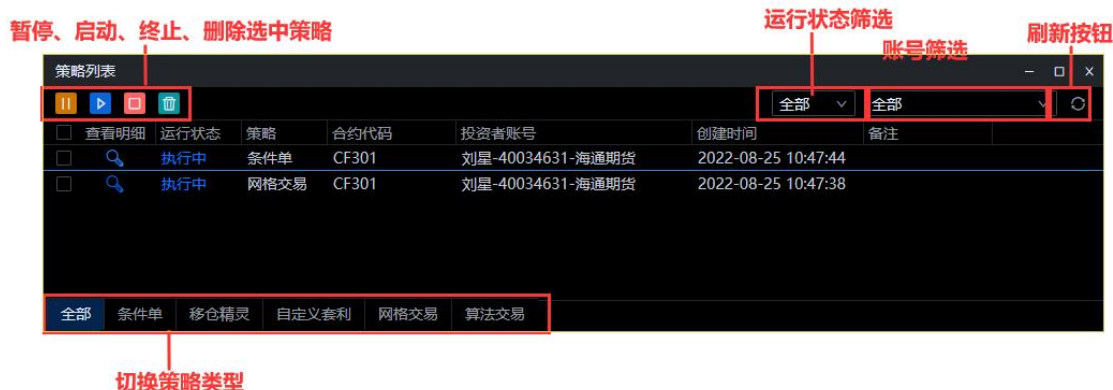 运行状态筛选
暂停、启动、终止、删除选中策略
账号筛选
刷新按钮
策略列表
全部 全部
查看明细 运行状态 策略 合约代码 投资者账号 创建时间 备注
执行中 条件单 CF301 刘星-40034631-海通期货 2022-08-25 10:47:44
执行中 网格交易 CF301 刘星-40034631-海通期货 2022-08-25 10:47:38
全部 条件单 移仓精灵 自定义套利 网格交易 算法交易
切换策略类型